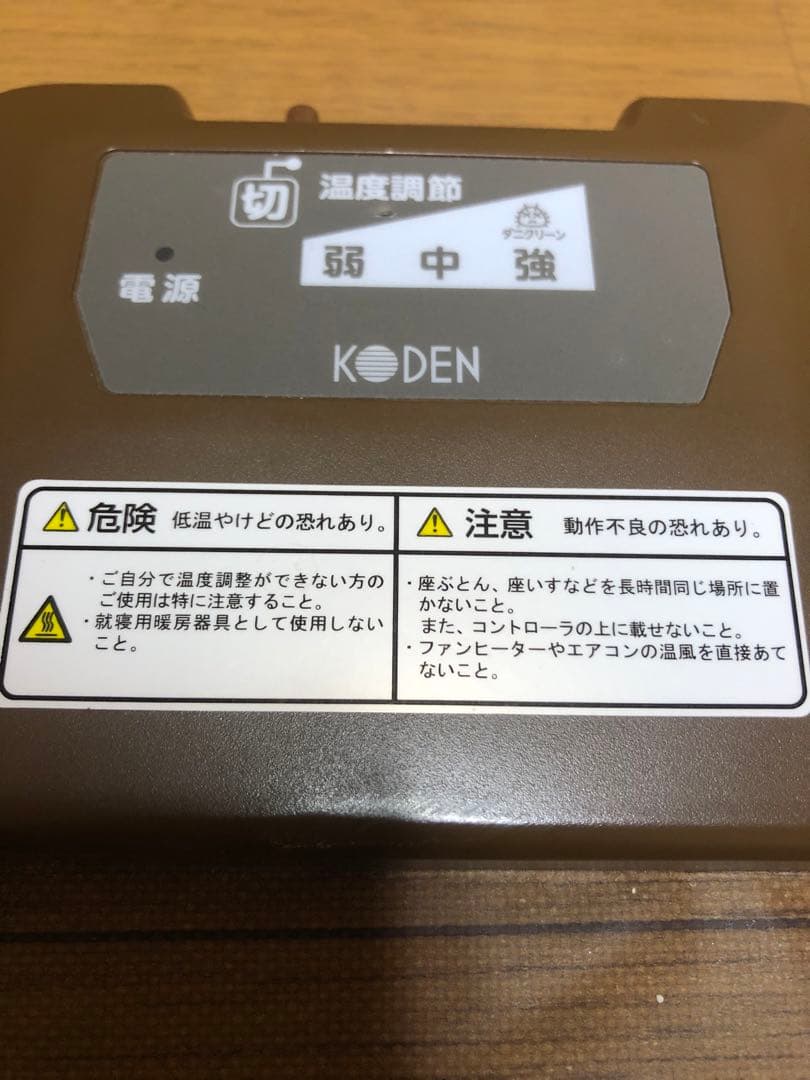 切 温度調節
ダニクリーン
弱 中 強
電源
KODEN
危険 低温やけどの恐れあり。
・ご自分で温度調整ができない方の
ご使用は特に注意すること。
・就寝用暖房器具として使用しない
こと。
注意 動作不良の恐れあり。
・座ぶとん、座いすなどを長時間同じ場所に置
かないこと。
また、コントローラの上に載せないこと。
・ファンヒーターやエアコンの温風を直接あて
ないこと。